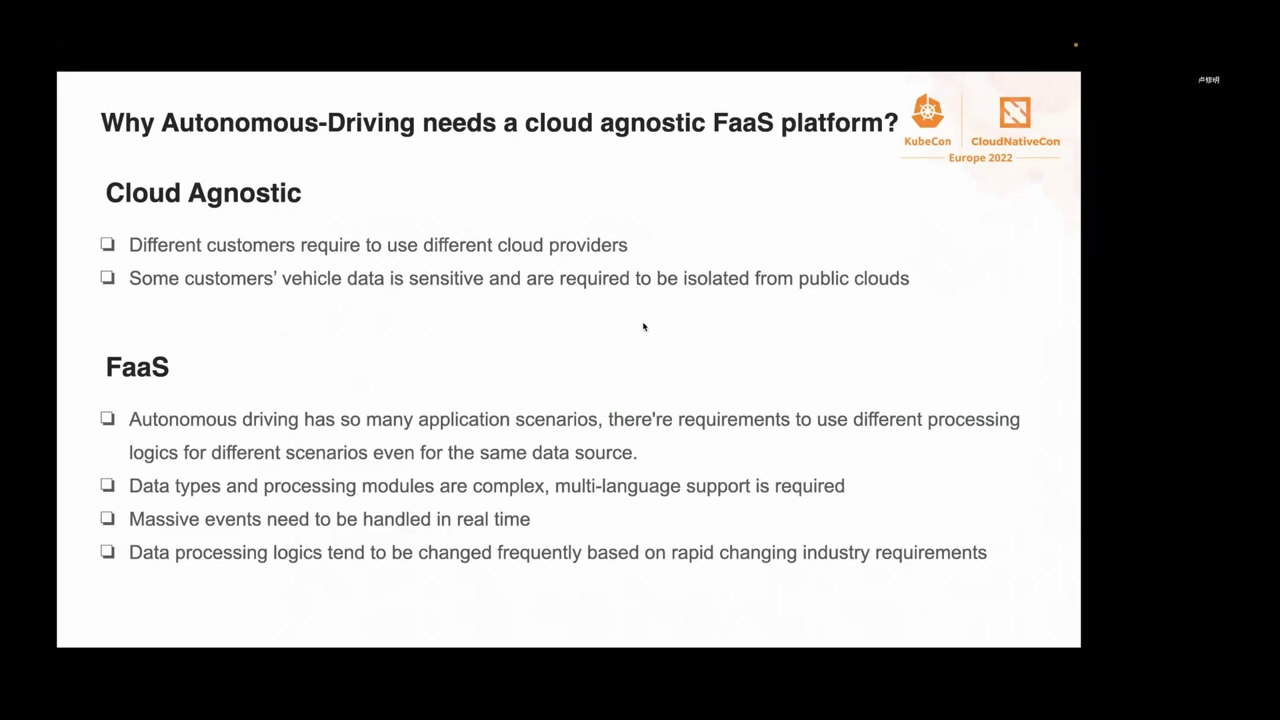 卢修明
Why Autonomous-Driving needs a cloud agnostic FaaS platform?
KubeCon
CloudNativeCon
Europe 2022
Cloud Agnostic
Different customers require to use different cloud providers
Some customers’ vehicle data is sensitive and are required to be isolated from public clouds
FaaS
Autonomous driving has so many application scenarios, there're requirements to use different processing
logics for different scenarios even for the same data source.
Data types and processing modules are complex, multi-language support is required
Massive events need to be handled in real time
Data processing logics tend to be changed frequently based on rapid changing industry requirements